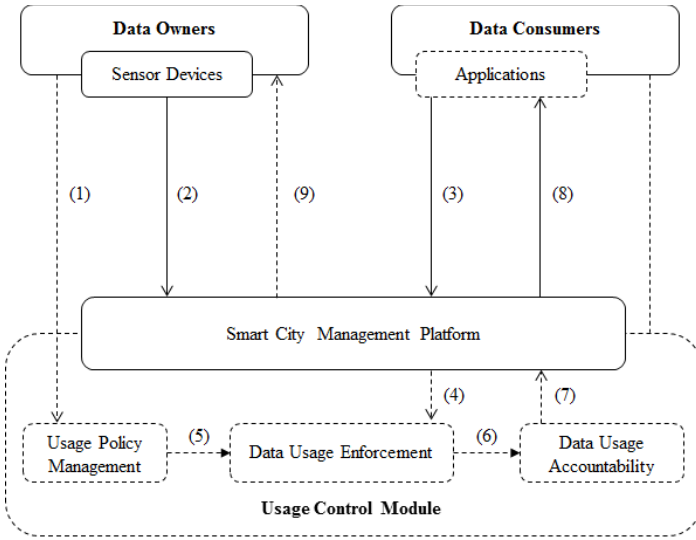 Data Owners
Data Consumers
Sensor Devices
Applications
(1)
(2)
(9)
(3)
(8)
Smart City Management Platform
(4)
(7)
Usage Policy
Management
(5)
Data Usage Enforcement
(6)
Data Usage
Accountability
Usage Control Module